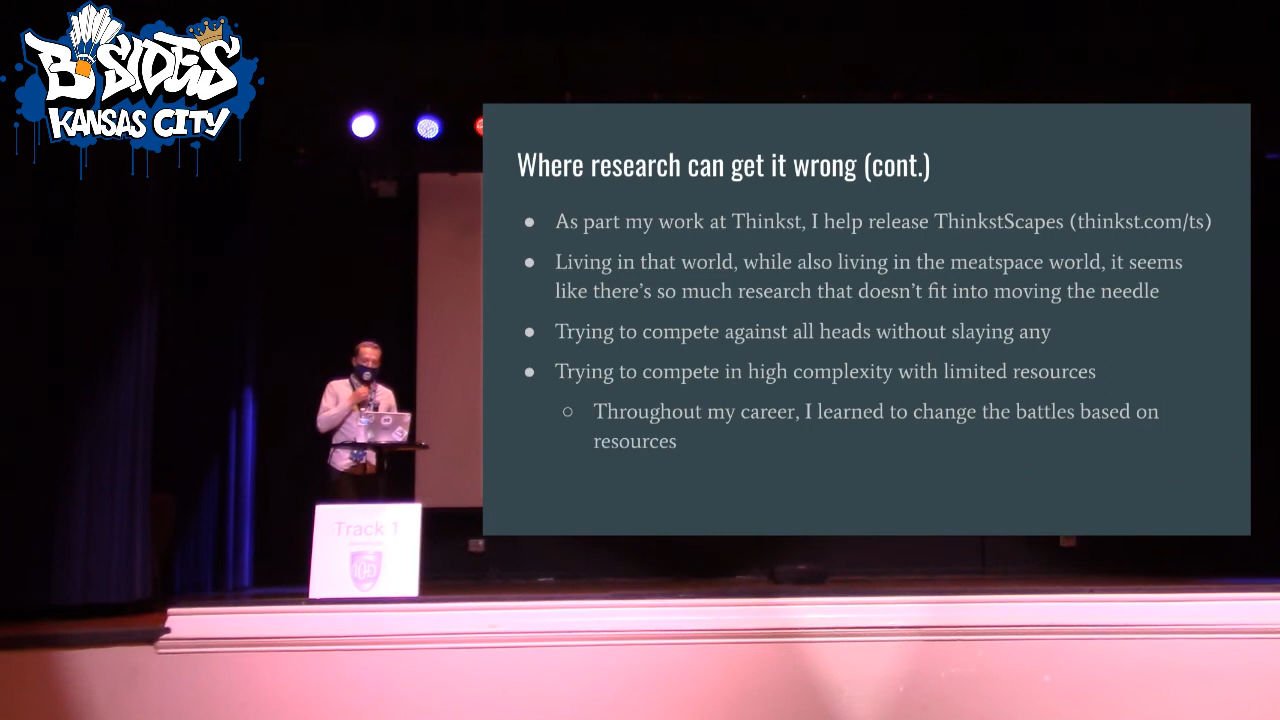 B·SIDES
KANSAS CITY
Where research can get it wrong (cont.)
● As part my work at Thinkst, I help release ThinkstScapes (thinkst.com/ts)
● Living in that world, while also living in the meatspace world, it seems
like there's so much research that doesn't fit into moving the needle
● Trying to compete against all heads without slaying any
● Trying to compete in high complexity with limited resources
○ Throughout my career, I learned to change the battles based on
resources
Track 1